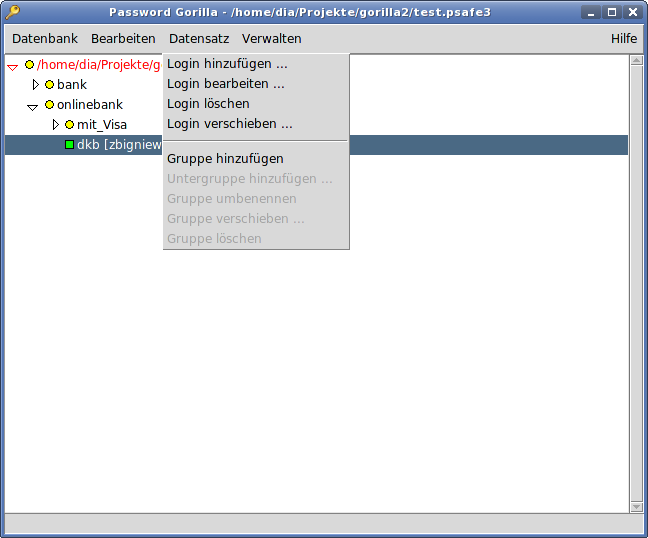 Password Gorilla - /home/dia/Projekte/gorilla2/test.psafe3
Datenbank Bearbeiten Datensatz Verwalten Hilfe
/home/dia/Projekte/g
bank
onlinebank
mit_Visa
dkb [zbigniew
Login hinzufügen ...
Login bearbeiten ...
Login löschen
Login verschieben ...
Gruppe hinzufügen
Untergruppe hinzufügen ...
Gruppe umbenennen
Gruppe verschieben ...
Gruppe löschen